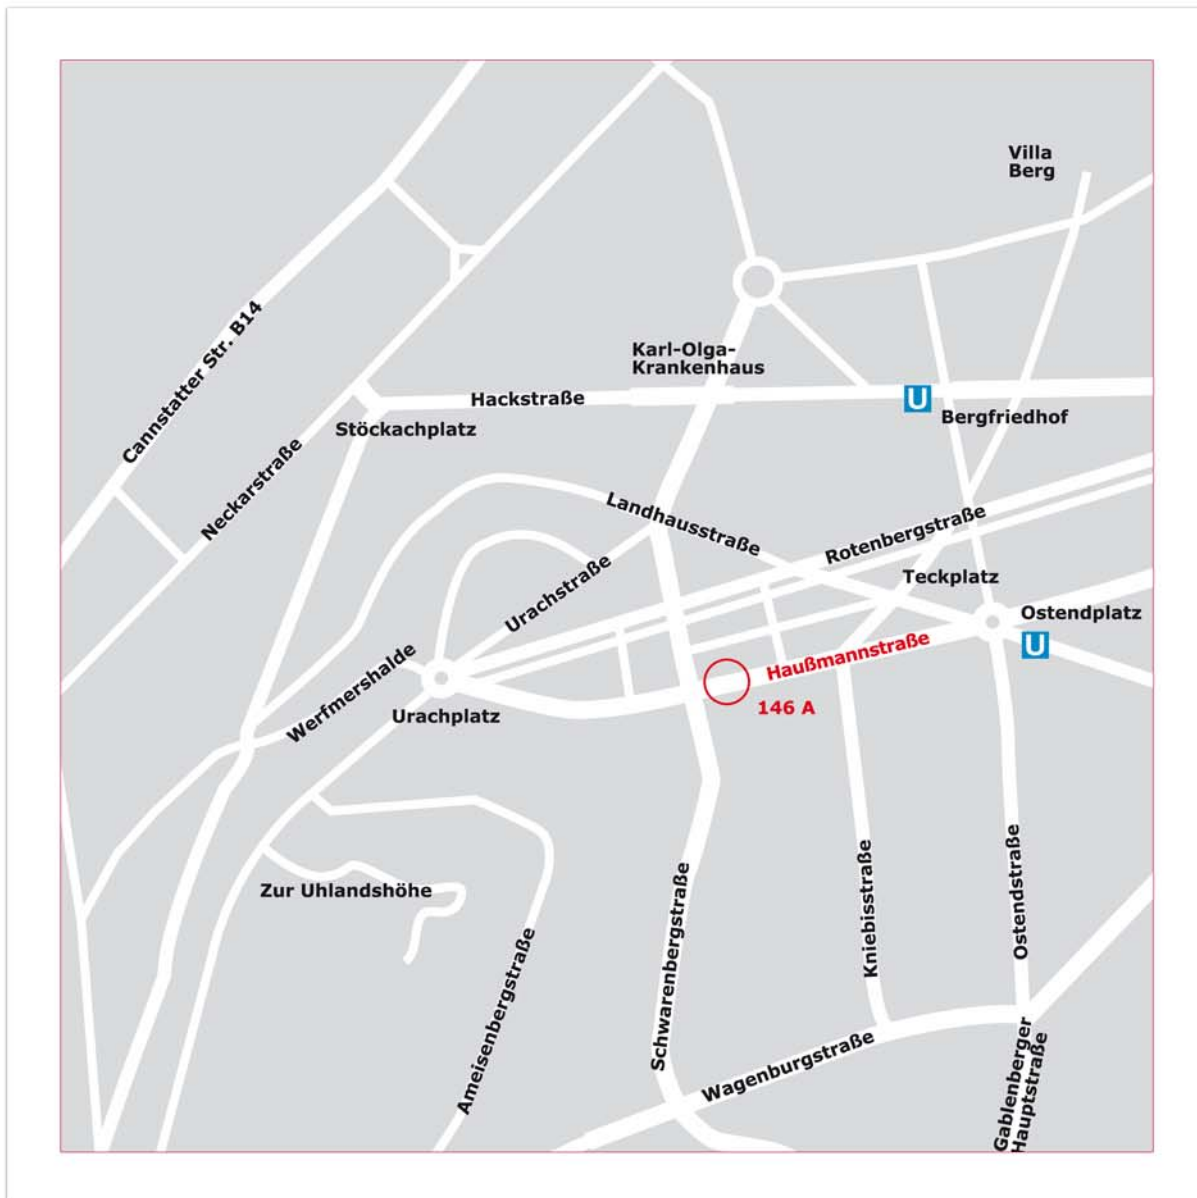 Villa
Berg
Cannstatter Str. B14
Karl-Olga-
Krankenhaus
Hackstraße
U
Bergfriedhof
Stöckachplatz
Neckarstraße
Landhausstraße
Rotenbergstraße
Urachstraße
Teckplatz
Ostendplatz
U
Haußmannstraße
146 A
Werfmershalde
Urachplatz
Zur Uhlandshöhe
Ameisenbergstraße
Schwarenbergstraße
Kniebisstraße
Ostendstraße
Wagenburgstraße
Gablenberger
Hauptstraße